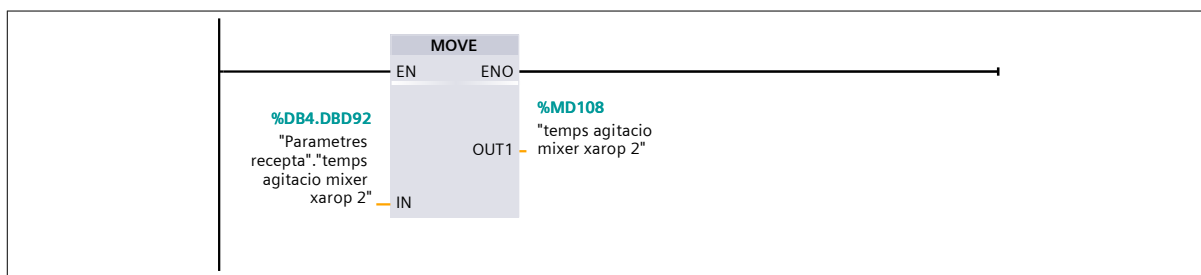 MOVE
EN ENO
%DB4.DBD92
"Parametres
recepta"."temps
agitacio mixer
xarop 2"
IN
%MD108
"temps agitacio
mixer xarop 2"
OUT1